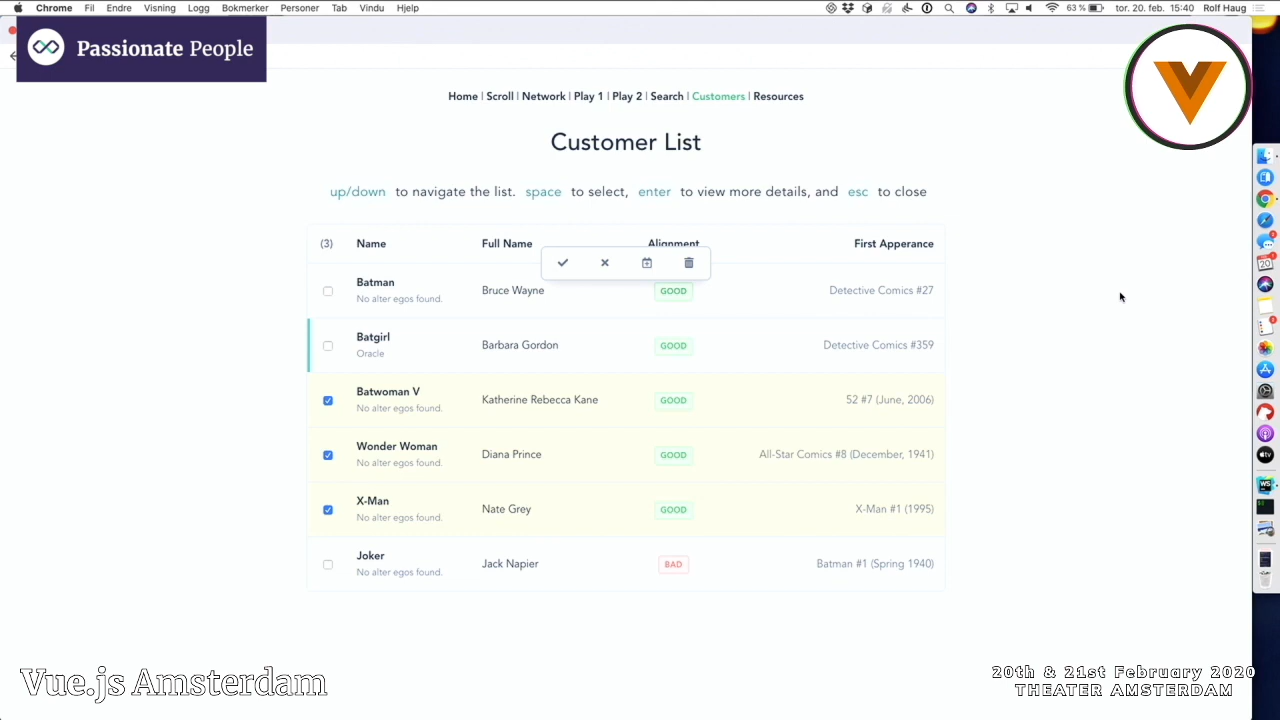 Chrome Fil Endre Visning Logg Bokmerker Personer Tab Vindu Hjelp 63 % tor. 20. feb. 15:40 Rolf Haug
Passionate People
Home | Scroll | Network | Play 1 | Play 2 | Search | Customers | Resources
Customer List
up/down to navigate the list. space to select, enter to view more details, and esc to close
(3) Name Full Name Alignment First Apperance
Batman
No alter egos found.
Bruce Wayne GOOD Detective Comics #27
Batgirl
Oracle
Barbara Gordon GOOD Detective Comics #359
Batwoman V
No alter egos found.
Katherine Rebecca Kane GOOD 52 #7 (June, 2006)
Wonder Woman
No alter egos found.
Diana Prince GOOD All-Star Comics #8 (December, 1941)
X-Man
No alter egos found.
Nate Grey GOOD X-Man #1 (1995)
Joker
No alter egos found.
Jack Napier BAD Batman #1 (Spring 1940)
Vue.js Amsterdam
20th & 21st February 2020
THEATER AMSTERDAM